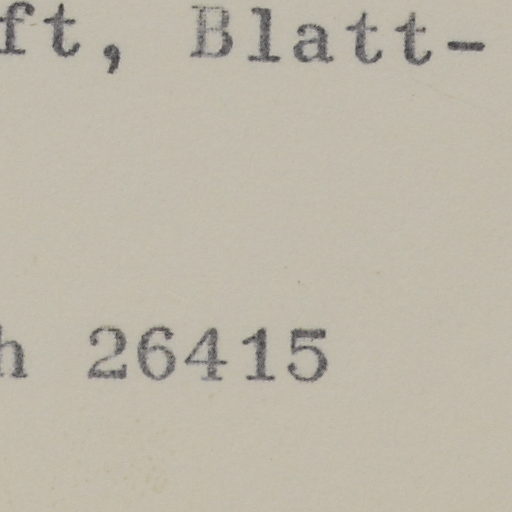 ft, Blatt-
h 26415